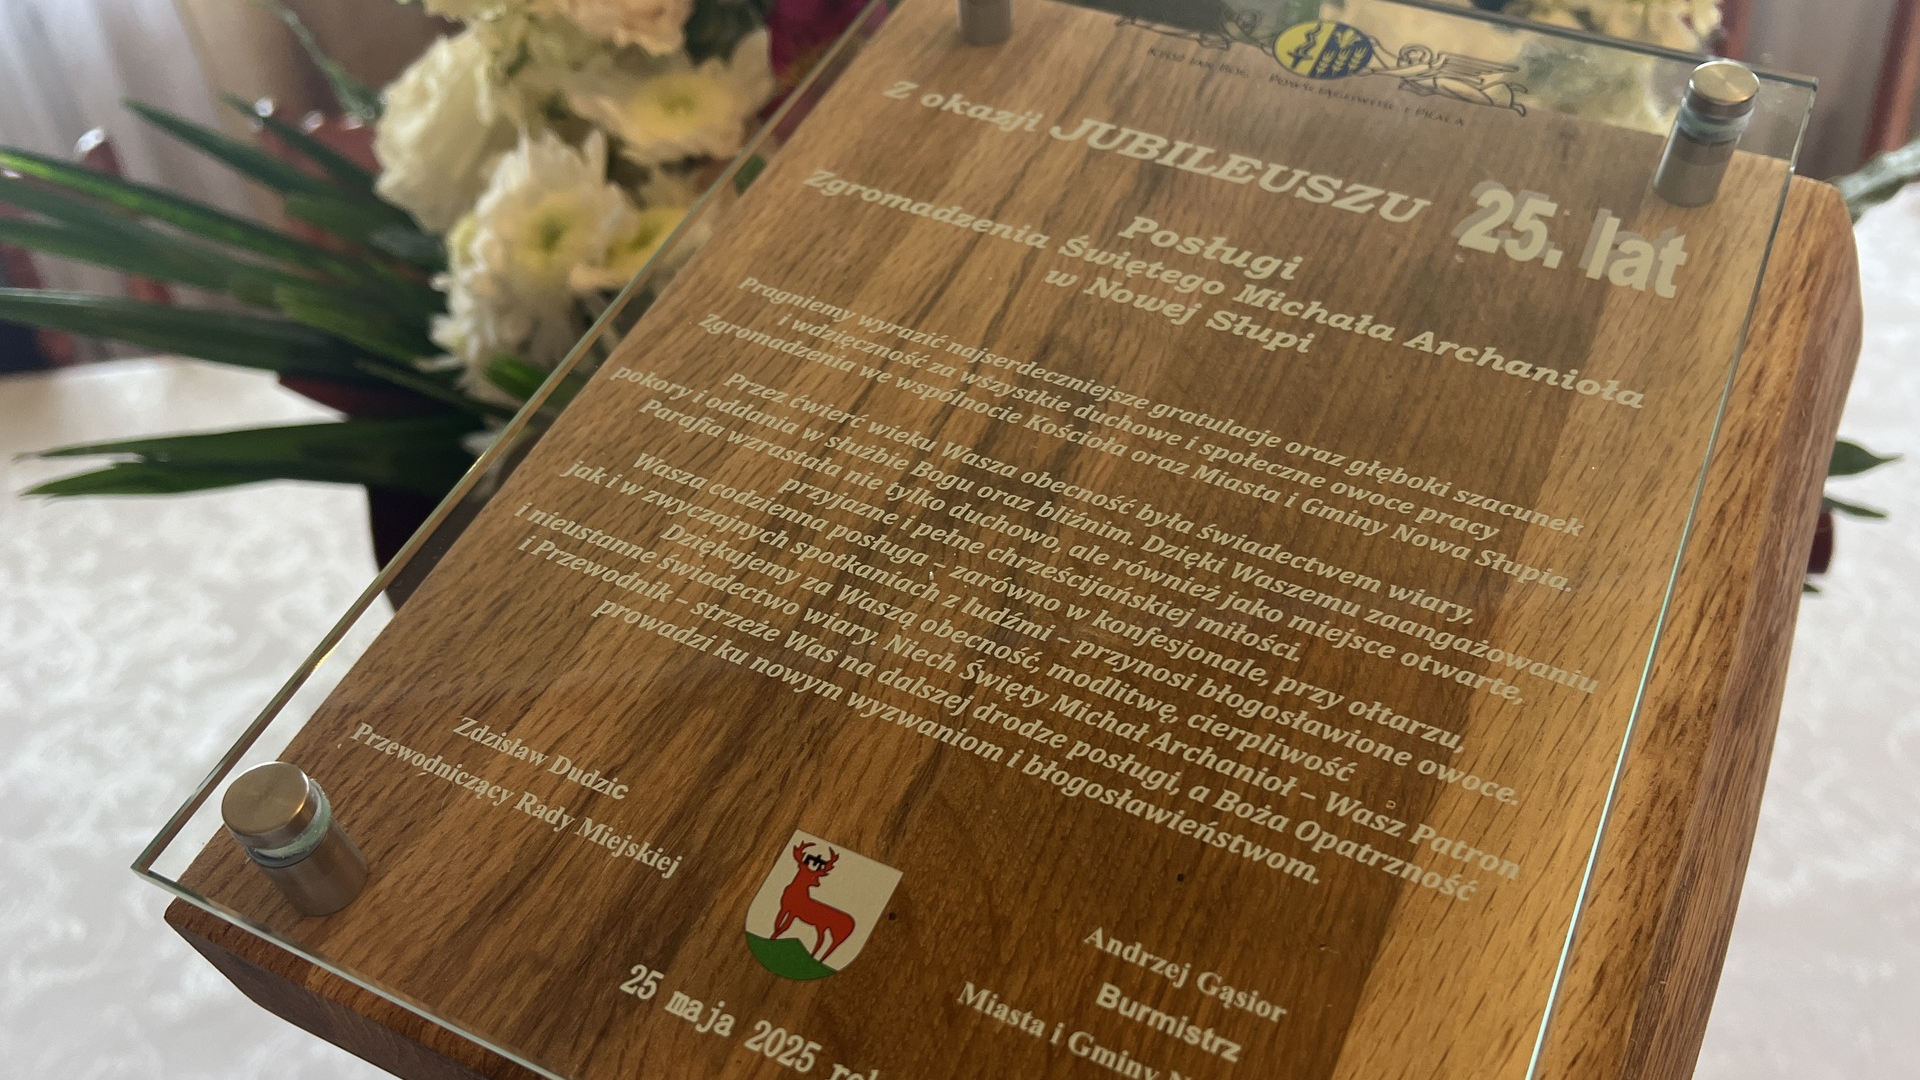 Któż jak Bóg. Powściągliwość i Praca
Z okazji JUBILEUSZU 25. lat
Posługi
Zgromadzenia Świętego Michała Archanioła
w Nowej Słupi
Pragniemy wyrazić najserdeczniejsze gratulacje oraz głęboki szacunek
i wdzięczność za wszystkie duchowe i społeczne owoce pracy
Zgromadzenia we wspólnocie Kościoła oraz Miasta i Gminy Nowa Słupia.
Przez ćwierć wieku Wasza obecność była świadectwem wiary,
pokory i oddania w służbie Bogu oraz bliźnim. Dzięki Waszemu zaangażowaniu
Parafia wzrastała nie tylko duchowo, ale również jako miejsce otwarte,
przyjazne i pełne chrześcijańskiej miłości.
Wasza codzienna posługa – zarówno w konfesjonale, przy ołtarzu,
jak i w zwyczajnych spotkaniach z ludźmi – przynosi błogosławione owoce.
Dziękujemy za Waszą obecność, modlitwę, cierpliwość
i nieustanne świadectwo wiary. Niech Święty Michał Archanioł – Wasz Patron
i Przewodnik – strzeże Was na dalszej drodze posługi, a Boża Opatrzność
prowadzi ku nowym wyzwaniom i błogosławieństwom.
Zdzisław Dudzic
Przewodniczący Rady Miejskiej
Andrzej Gąsior
Burmistrz
Miasta i Gminy
25 maja 2025